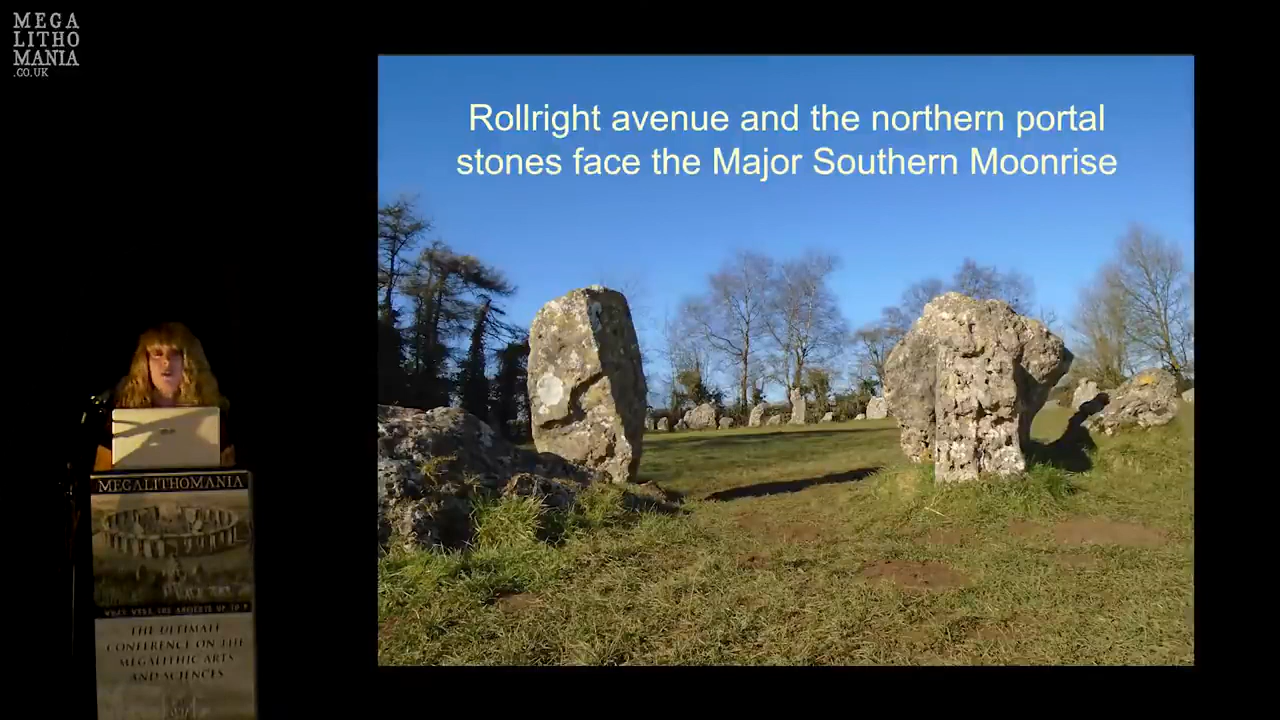 MEGA
LITHO
MANIA
.CO.UK
Rollright avenue and the northern portal
stones face the Major Southern Moonrise
MEGALITHOMANIA
THE ULTIMATE
CONFERENCE ON THE
MEGALITHIC ARTS
AND SCIENCES